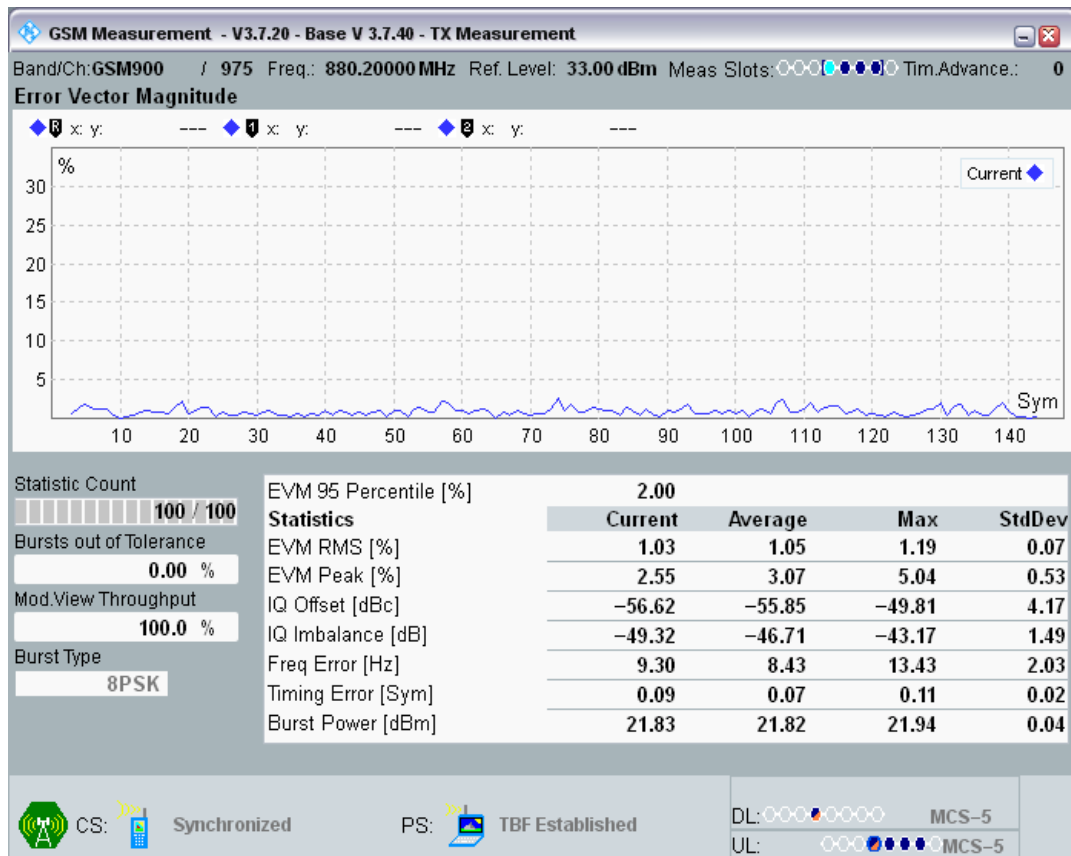 GSM Measurement - V3.7.20 - Base V 3.7.40 - TX Measurement
Band/Ch:GSM900 / 975 Freq.: 880.20000 MHz Ref. Level: 33.00 dBm Meas Slots: Tim.Advance.: 0
Error Vector Magnitude
R x: y: --- 1 x: y: --- 2 x: y: ---
%
Current
30
25
20
15
10
5
Sym
10 20 30 40 50 60 70 80 90 100 110 120 130 140
Statistic Count
100 / 100
Bursts out of Tolerance
0.00 %
Mod.View Throughput
100.0 %
Burst Type
8PSK
EVM 95 Percentile [%] 2.00
Statistics Current Average Max StdDev
EVM RMS [%] 1.03 1.05 1.19 0.07
EVM Peak [%] 2.55 3.07 5.04 0.53
IQ Offset [dBc] −56.62 −55.85 −49.81 4.17
IQ Imbalance [dB] −49.32 −46.71 −43.17 1.49
Freq Error [Hz] 9.30 8.43 13.43 2.03
Timing Error [Sym] 0.09 0.07 0.11 0.02
Burst Power [dBm] 21.83 21.82 21.94 0.04
CS: Synchronized PS: TBF Established
DL: MCS−5
UL: MCS−5